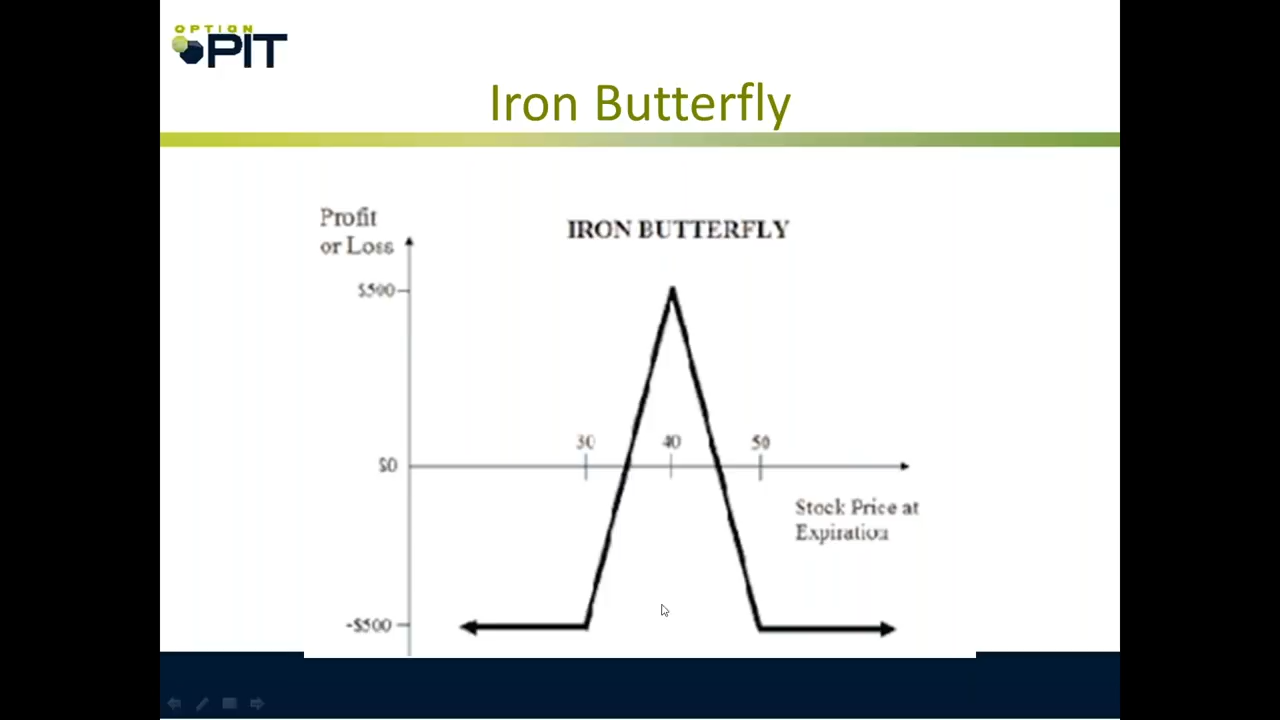 OPTION
PIT
Iron Butterfly
Profit
or Loss
IRON BUTTERFLY
$500
30
40
50
$0
Stock Price at
Expiration
-$500